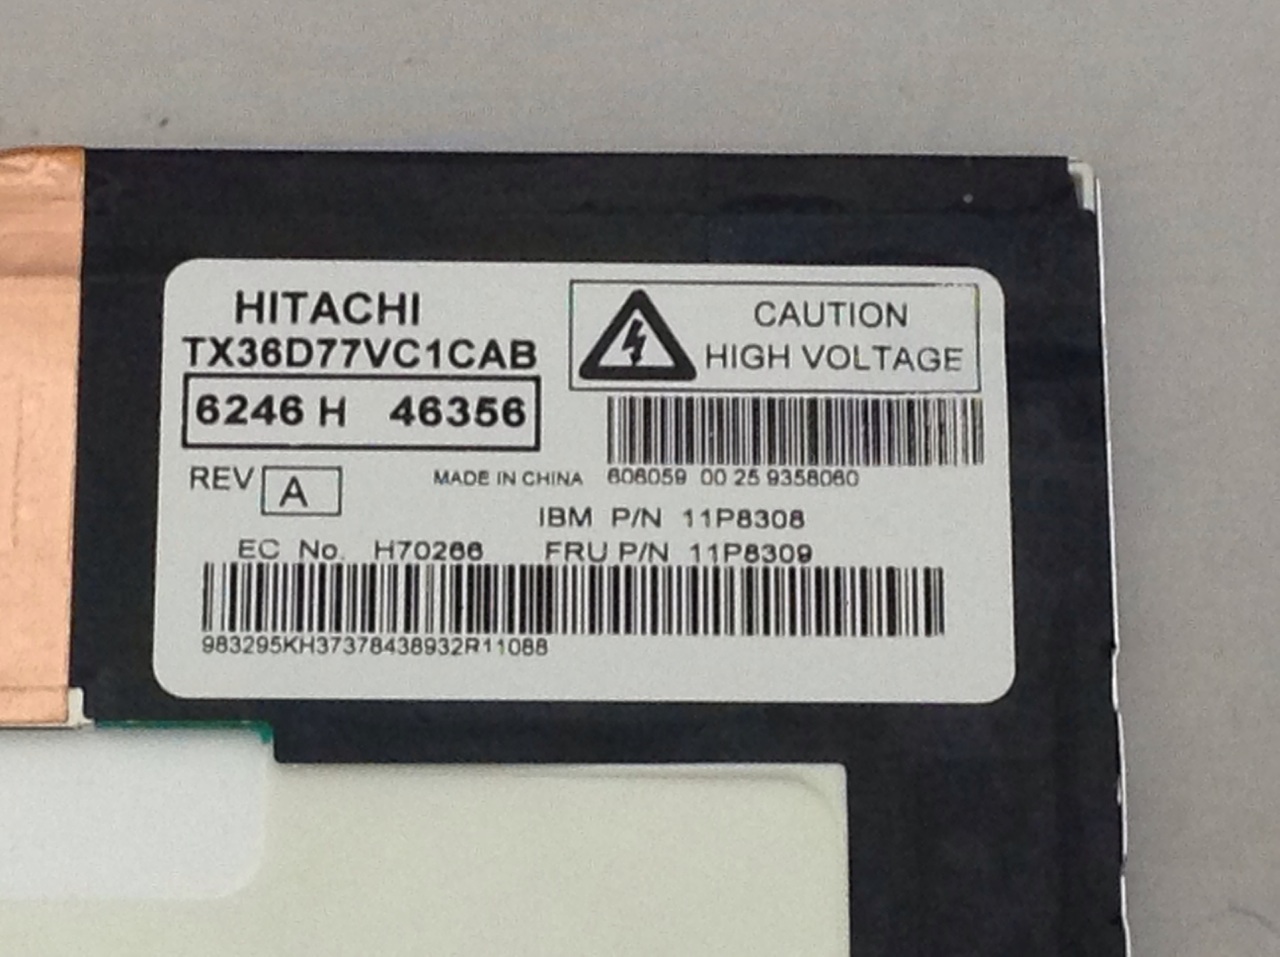 HITACHI
TX36D77VC1CAB
CAUTION
HIGH VOLTAGE
6246 H 46356
REV A
MADE IN CHINA
606059 00 25 9358060
IBM P/N 11P8308
EC No. H70266 FRU P/N 11P8309
983295KH37378438932R11088